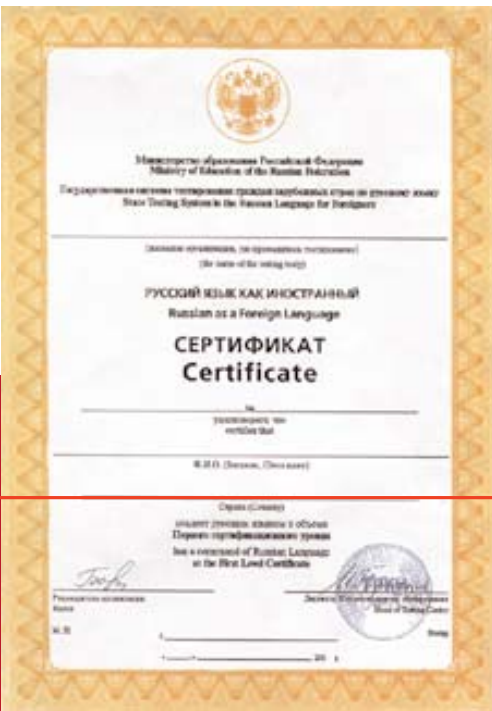 Министерство образования Российской Федерации
Ministry of Education of the Russian Federation
Государственная система тестирования граждан зарубежных стран по русскому языку
State Testing System in the Russian Language for Foreigners
(the name of the testing body)
РУССКИЙ ЯЗЫК КАК ИНОСТРАННЫЙ
Russian as a Foreign Language
СЕРТИФИКАТ
Certificate
№
удостоверяет, что
certifies that
Страна (Country)
владеет русским языком в объеме
Первого сертификационного уровня
has a command of Russian Language
at the First Level Certificate
Head of Testing Center
М. П.
Stamp